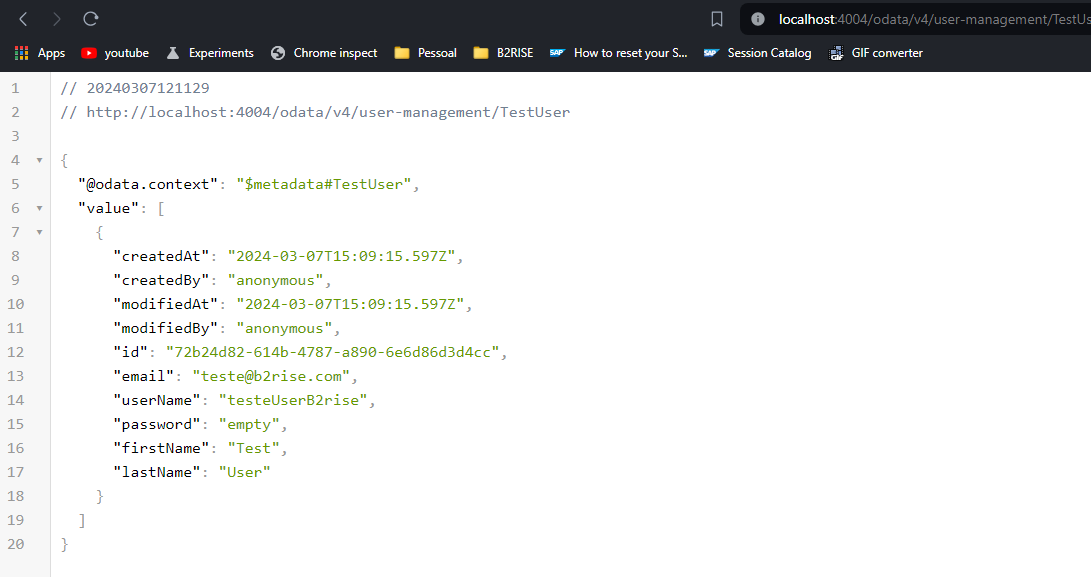 localhost:4004/odata/v4/user-management/TestUs
Apps youtube Experiments Chrome inspect Pessoal B2RISE SAP How to reset your S... SAP Session Catalog GIF converter
1 // 20240307121129
2 // http://localhost:4004/odata/v4/user-management/TestUser
3
4 {
5 "@odata.context": "$metadata#TestUser",
6 "value": [
7 {
8 "createdAt": "2024-03-07T15:09:15.597Z",
9 "createdBy": "anonymous",
10 "modifiedAt": "2024-03-07T15:09:15.597Z",
11 "modifiedBy": "anonymous",
12 "id": "72b24d82-614b-4787-a890-6e6d86d3d4cc",
13 "email": "teste@b2rise.com",
14 "userName": "testeUserB2rise",
15 "password": "empty",
16 "firstName": "Test",
17 "lastName": "User"
18 }
19 ]
20 }